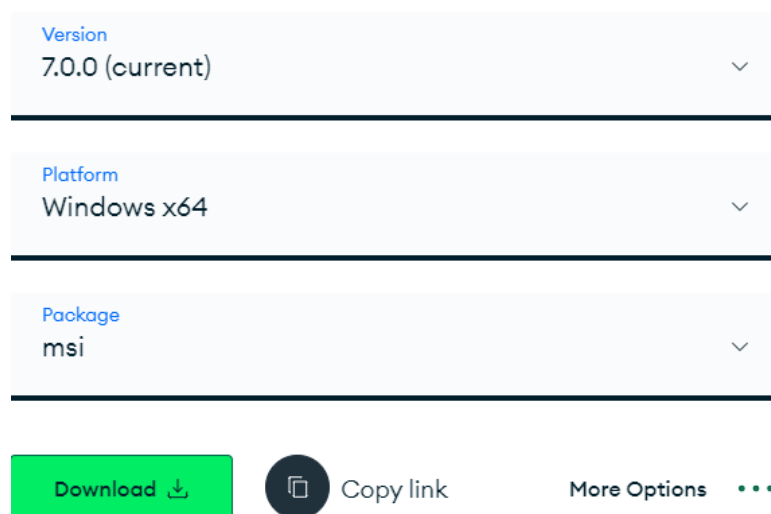 Version
7.0.0 (current)
Platform
Windows x64
Package
msi
Download
Copy link
More Options